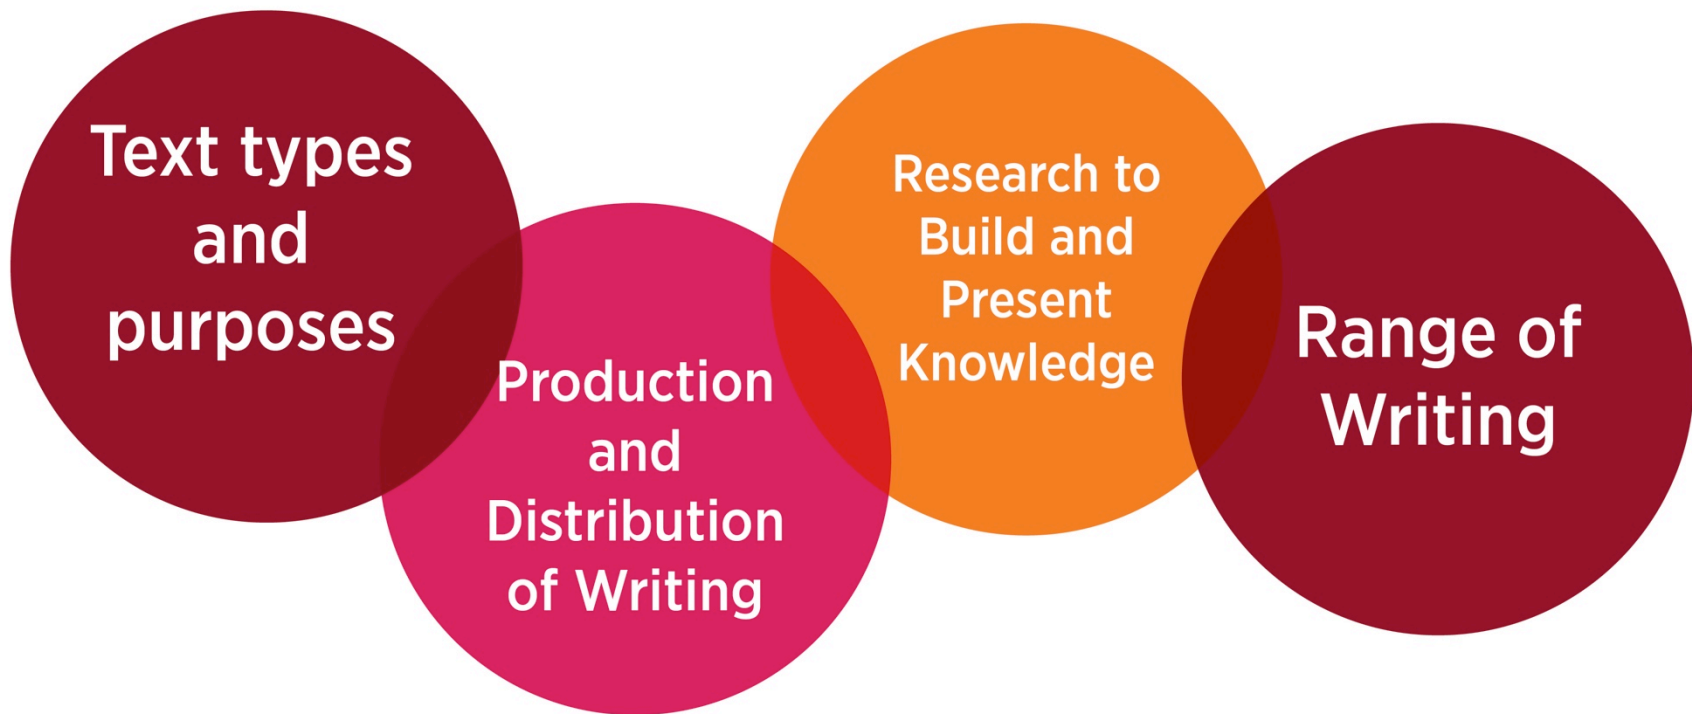 Text types
and
purposes
Production
and
Distribution
of Writing
Research to
Build and
Present
Knowledge
Range of
Writing